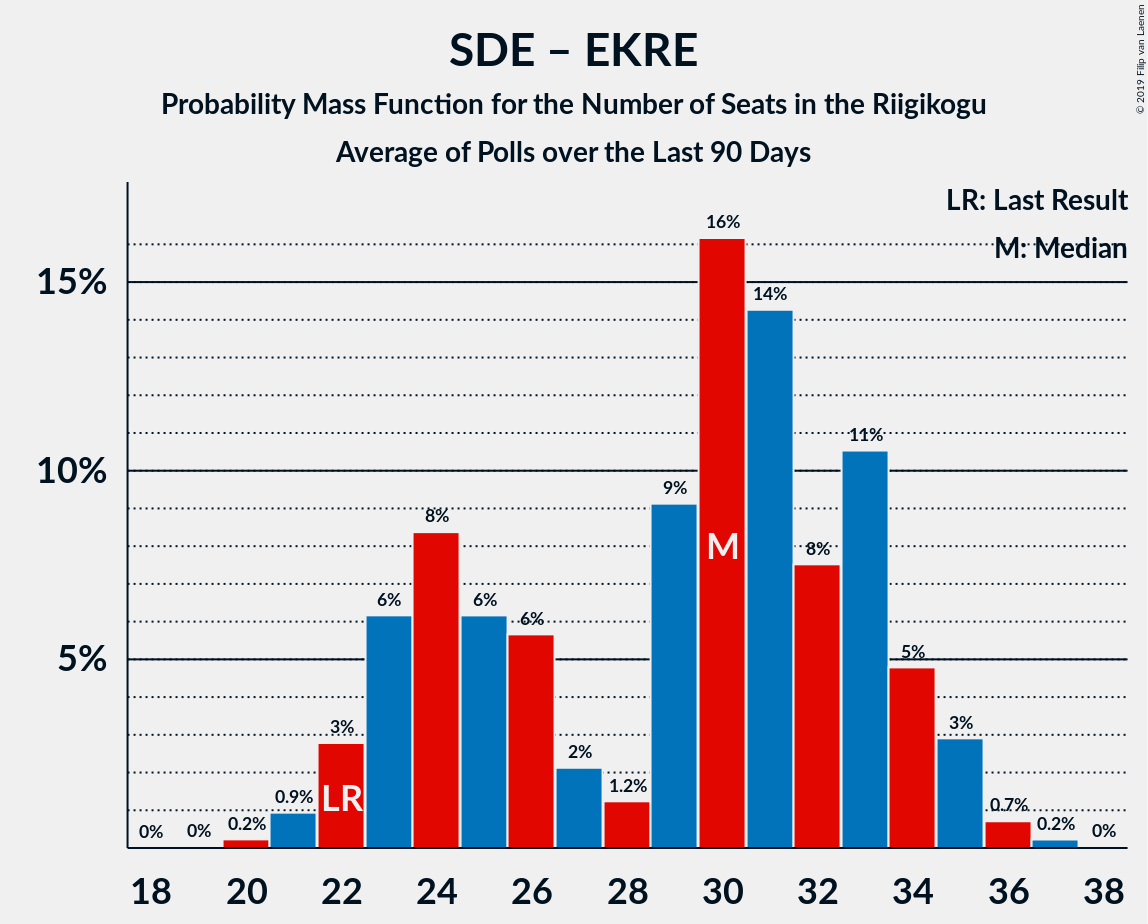 SDE – EKRE
Probability Mass Function for the Number of Seats in the Riigikogu
Average of Polls over the Last 90 Days
© 2019 Filip van Laenen
LR: Last Result
M: Median
15%
10%
5%
0%
0%
0.2%
0.9%
3%
6%
8%
6%
6%
2%
1.2%
9%
16%
14%
8%
11%
5%
3%
0.7%
0.2%
0%
LR
M
18 20 22 24 26 28 30 32 34 36 38